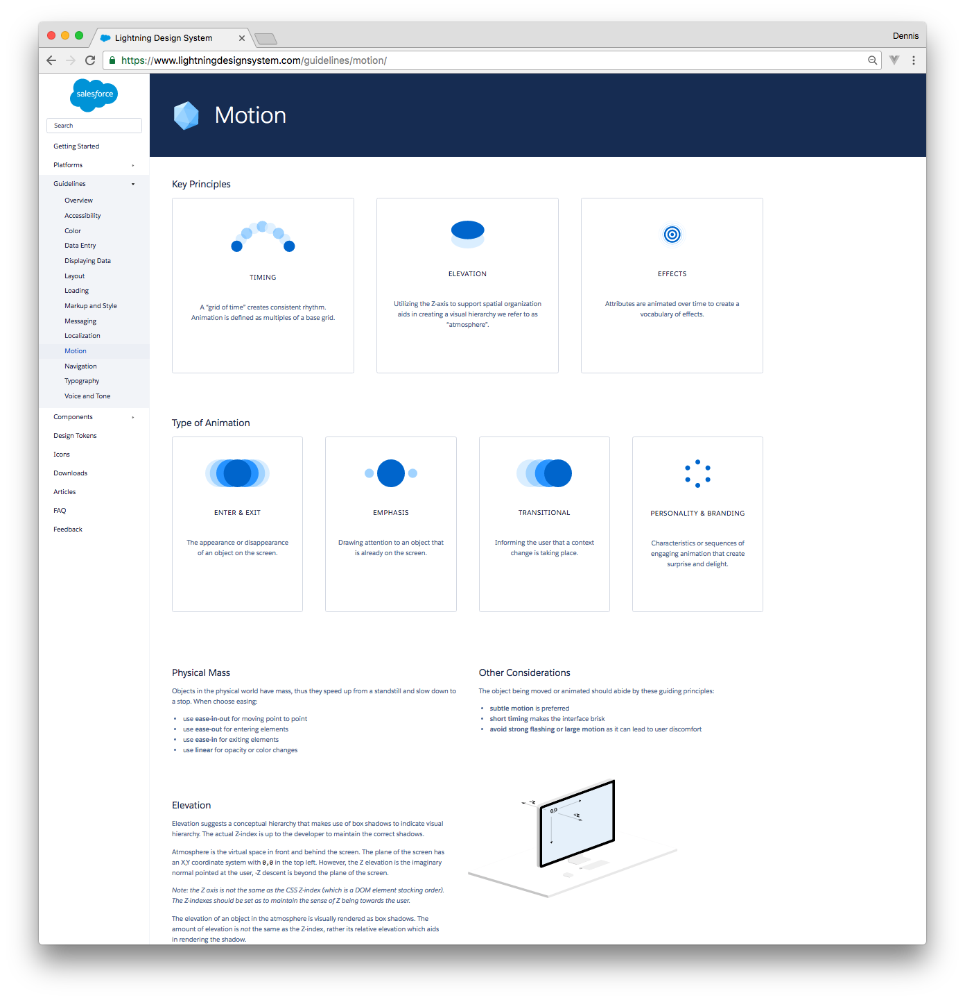 Lightning Design System
Dennis
https://www.lightningdesignsystem.com/guidelines/motion/
salesforce
Search
Getting Started
Platforms
Guidelines
Overview
Accessibility
Color
Data Entry
Displaying Data
Layout
Loading
Markup and Style
Messaging
Localization
Motion
Navigation
Typography
Voice and Tone
Components
Design Tokens
Icons
Downloads
Articles
FAQ
Feedback
Motion
Key Principles
TIMING
A “grid of time” creates consistent rhythm.
Animation is defined as multiples of a base grid.
ELEVATION
Utilizing the Z-axis to support spatial organization
aids in creating a visual hierarchy we refer to as
“atmosphere”.
EFFECTS
Attributes are animated over time to create a
vocabulary of effects.
Type of Animation
ENTER & EXIT
The appearance or disappearance
of an object on the screen.
EMPHASIS
Drawing attention to an object that
is already on the screen.
TRANSITIONAL
Informing the user that a context
change is taking place.
PERSONALITY & BRANDING
Characteristics or sequences of
engaging animation that create
surprise and delight.
Physical Mass
Objects in the physical world have mass, thus they speed up from a standstill and slow down to
a stop. When choose easing:
• use ease-in-out for moving point to point
• use ease-out for entering elements
• use ease-in for exiting elements
• use linear for opacity or color changes
Other Considerations
The object being moved or animated should abide by these guiding principles:
• subtle motion is preferred
• short timing makes the interface brisk
• avoid strong flashing or large motion as it can lead to user discomfort
Elevation
Elevation suggests a conceptual hierarchy that makes use of box shadows to indicate visual
hierarchy. The actual Z-index is up to the developer to maintain the correct shadows.
Atmosphere is the virtual space in front and behind the screen. The plane of the screen has
an X,Y coordinate system with 0,0 in the top left. However, the Z elevation is the imaginary
normal pointed at the user, -Z descent is beyond the plane of the screen.
Note: the Z axis is not the same as the CSS Z-index (which is a DOM element stacking order).
The Z-indexes should be set as to maintain the sense of Z being towards the user.
The elevation of an object in the atmosphere is visually rendered as box shadows. The
amount of elevation is not the same as the Z-index, rather its relative elevation which aids
in rendering the shadow.
-Z
0,0
+Z